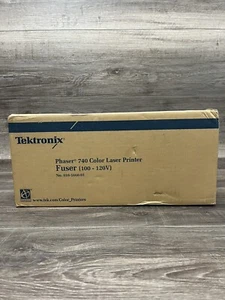 Tektronix
Phaser® 740 Color Laser Printer
Fuser (100 - 120V)
www.tek.com/Color_Printers